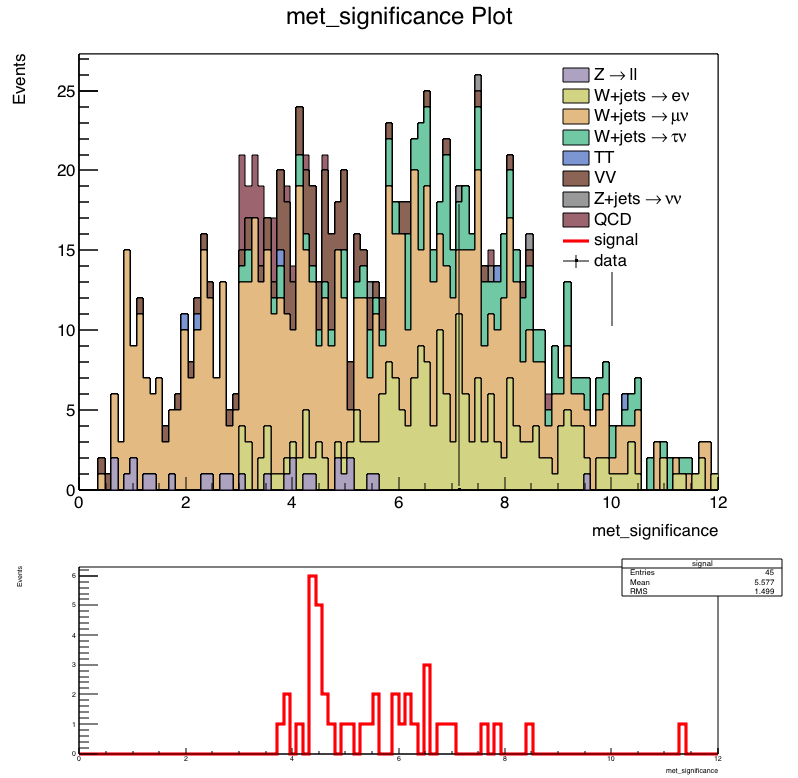 met_significance Plot
Events
25
20
15
10
5
0
0 2 4 6 8 10 12
met_significance
Z → ll
W+jets → eν
W+jets → μν
W+jets → τν
TT
VV
Z+jets → νν
QCD
signal
data
Events
6
5
4
3
2
1
0
0 2 4 6 8 10 12
met_significance
signal
Entries 45
Mean 5.577
RMS 1.499